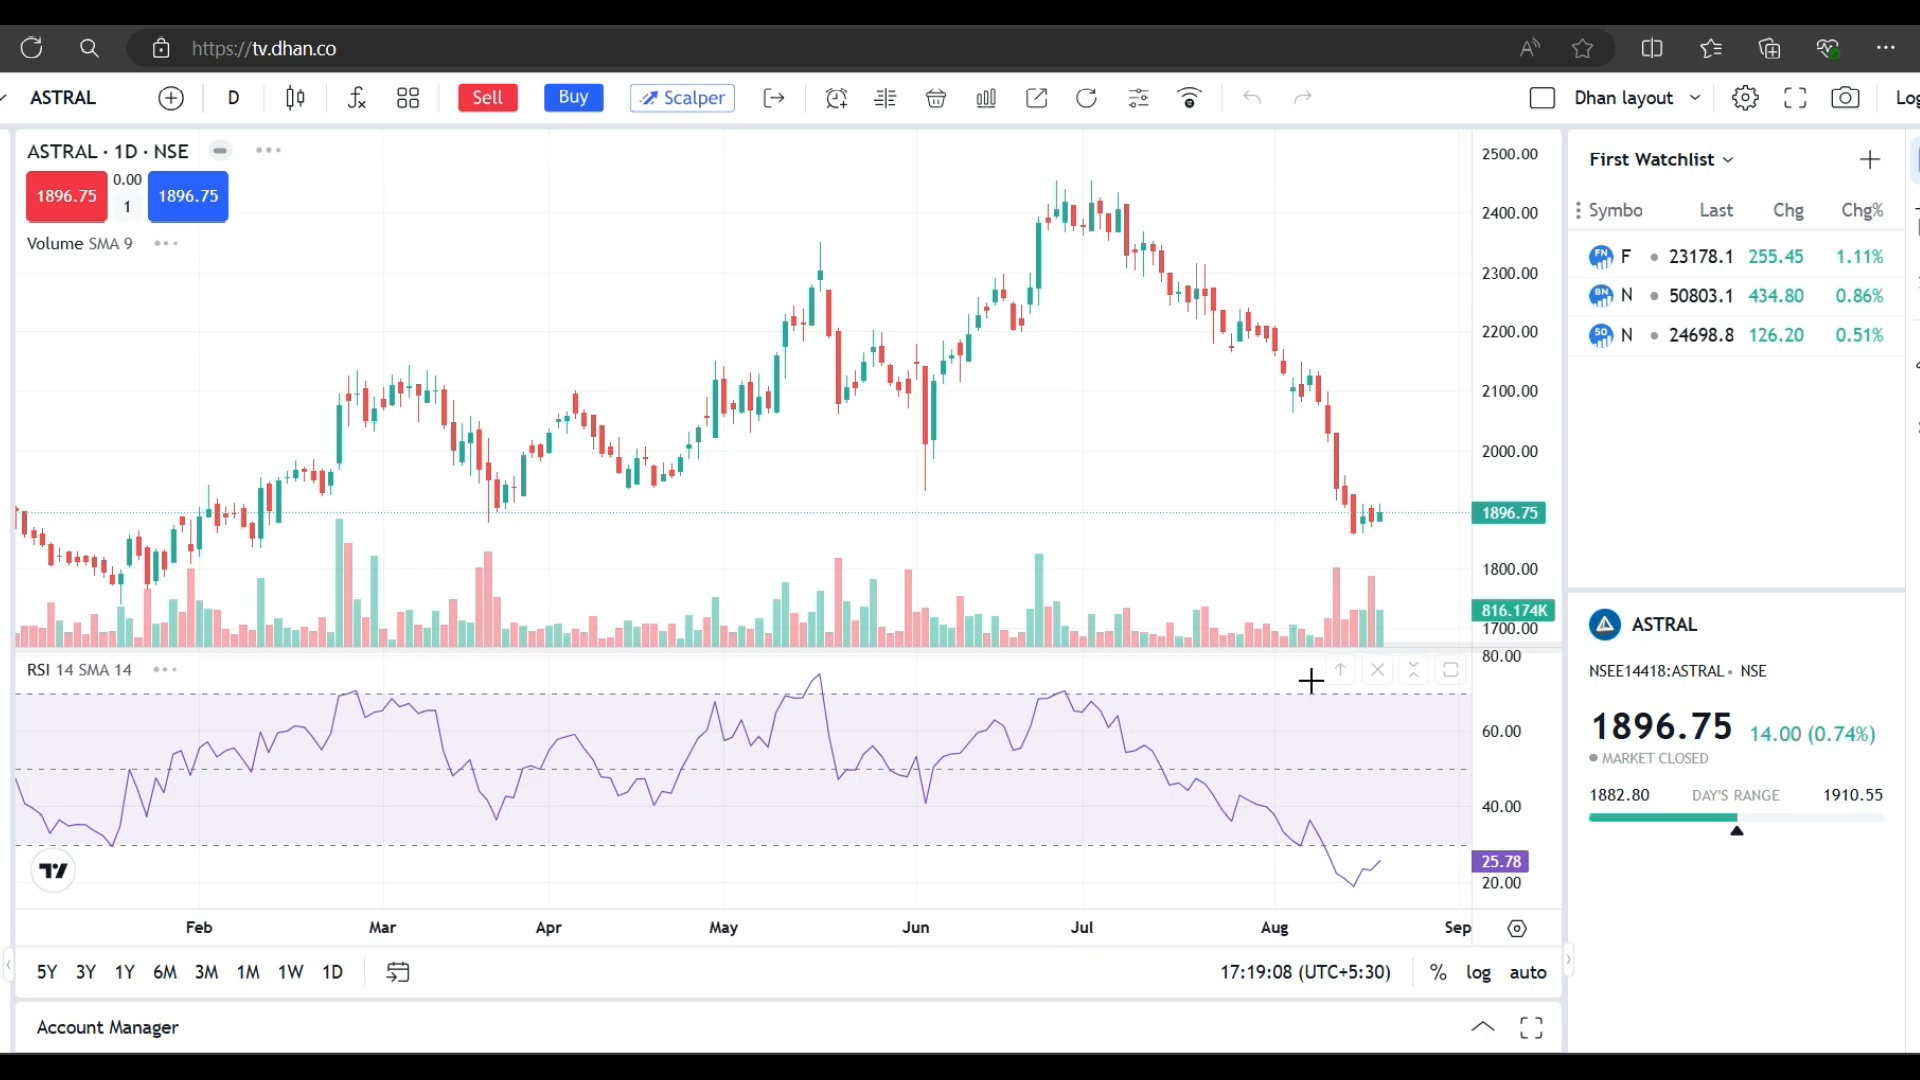 https://tv.dhan.co
ASTRAL D Sell Buy Scalper Dhan layout
ASTRAL · 1D · NSE
1896.75 0.00 1 1896.75
Volume SMA 9
2500.00
2400.00
2300.00
2200.00
2100.00
2000.00
1896.75
1800.00
816.174K
1700.00
RSI 14 SMA 14
80.00
60.00
40.00
25.78
20.00
Feb Mar Apr May Jun Jul Aug Sep
5Y 3Y 1Y 6M 3M 1M 1W 1D 17:19:08 (UTC+5:30) % log auto
Account Manager
First Watchlist
Symbo Last Chg Chg%
FN F 23178.1 255.45 1.11%
BN N 50803.1 434.80 0.86%
50 N 24698.8 126.20 0.51%
ASTRAL
NSEE14418:ASTRAL • NSE
1896.75 14.00 (0.74%)
MARKET CLOSED
1882.80 DAY'S RANGE 1910.55